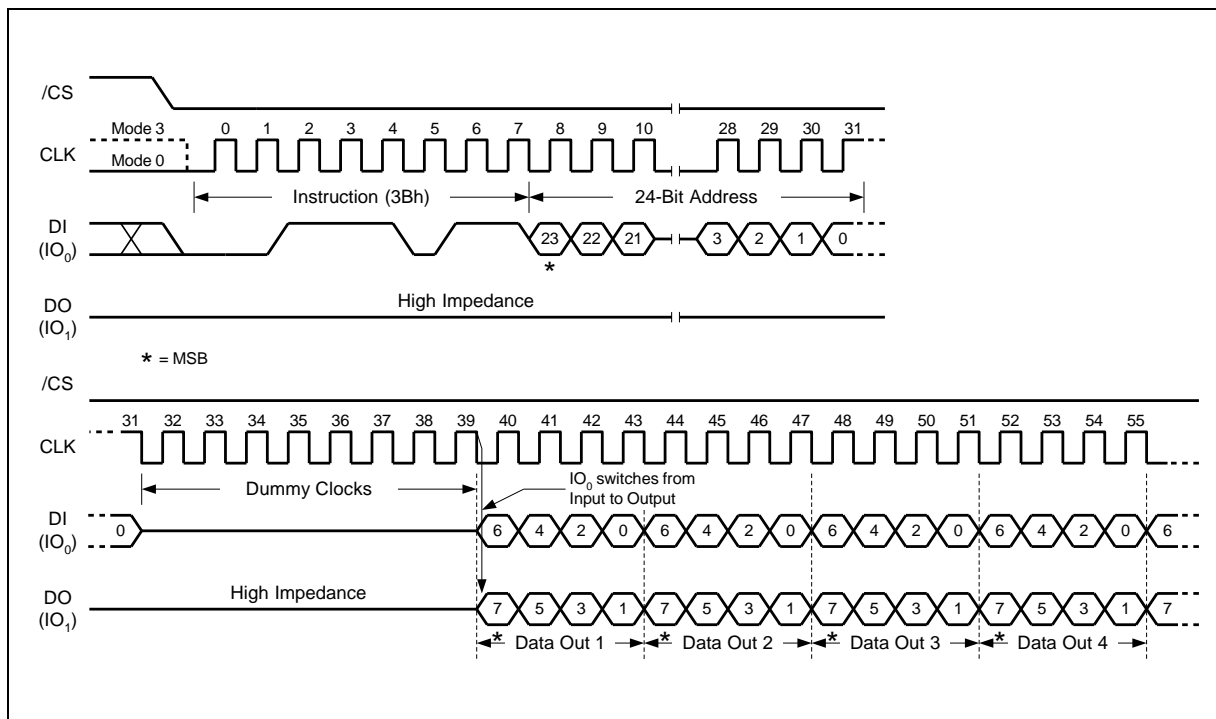 /CS
Mode 3 0 1 2 3 4 5 6 7 8 9 10 28 29 30 31
CLK
Mode 0
Instruction (3Bh) 24-Bit Address
DI
(IO0) 23 22 21 3 2 1 0
*
DO
(IO1)
High Impedance
* = MSB
/CS
31 32 33 34 35 36 37 38 39 40 41 42 43 44 45 46 47 48 49 50 51 52 53 54 55
CLK
Dummy Clocks
IO0 switches from
Input to Output
DI
(IO0) 0 6 4 2 0 6 4 2 0 6 4 2 0 6 4 2 0 6
DO
(IO1)
High Impedance
7 5 3 1 7 5 3 1 7 5 3 1 7 5 3 1 7
* Data Out 1 * Data Out 2 * Data Out 3 * Data Out 4